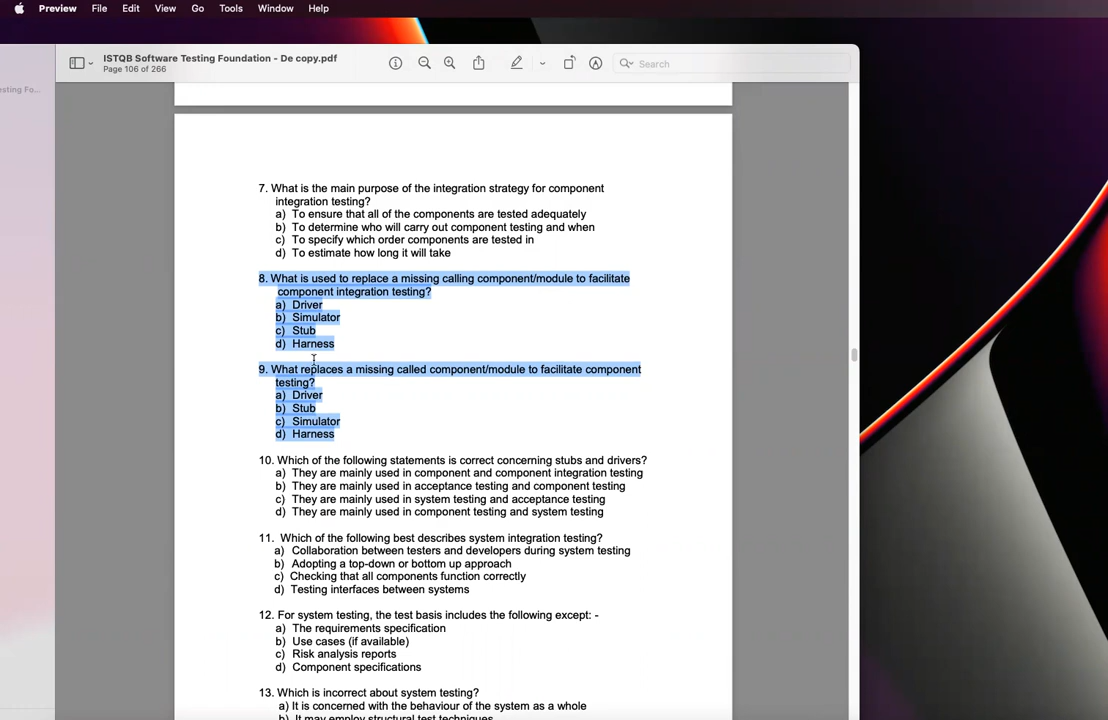 Preview File Edit View Go Tools Window Help
ISTQB Software Testing Foundation - De copy.pdf
Page 106 of 266
Search
esting Fo...
7. What is the main purpose of the integration strategy for component
integration testing?
a) To ensure that all of the components are tested adequately
b) To determine who will carry out component testing and when
c) To specify which order components are tested in
d) To estimate how long it will take
8. What is used to replace a missing calling component/module to facilitate
component integration testing?
a) Driver
b) Simulator
c) Stub
d) Harness
9. What replaces a missing called component/module to facilitate component
testing?
a) Driver
b) Stub
c) Simulator
d) Harness
10. Which of the following statements is correct concerning stubs and drivers?
a) They are mainly used in component and component integration testing
b) They are mainly used in acceptance testing and component testing
c) They are mainly used in system testing and acceptance testing
d) They are mainly used in component testing and system testing
11. Which of the following best describes system integration testing?
a) Collaboration between testers and developers during system testing
b) Adopting a top-down or bottom up approach
c) Checking that all components function correctly
d) Testing interfaces between systems
12. For system testing, the test basis includes the following except: -
a) The requirements specification
b) Use cases (if available)
c) Risk analysis reports
d) Component specifications
13. Which is incorrect about system testing?
a) It is concerned with the behaviour of the system as a whole
b) It may employ structural test techniques